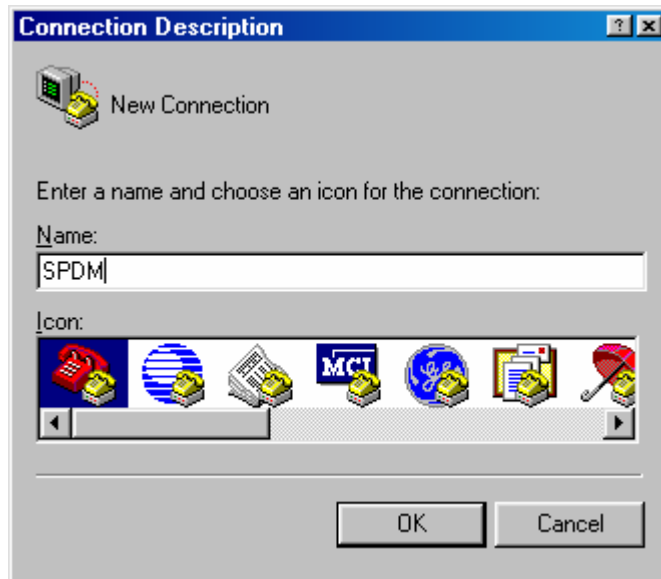 Connection Description
New Connection
Enter a name and choose an icon for the connection:
Name:
SPDM
Icon:
MCI
OK
Cancel